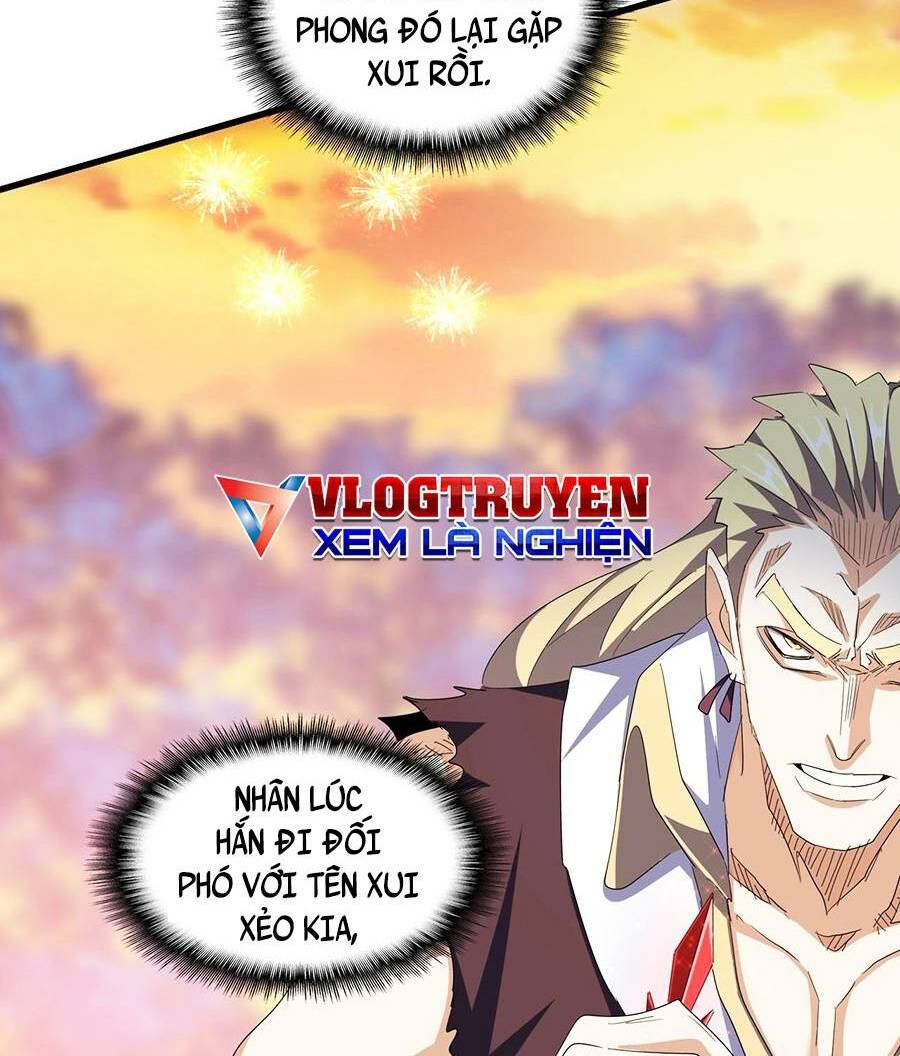 PHONG ĐÓ LẠI GẶP
XUI RỒI.
VLOGTRUYEN
XEM LÀ NGHIỆN
NHÂN LÚC
HẮN ĐI ĐỐI
PHÓ VỚI TÊN XUI
XẺO KIA,